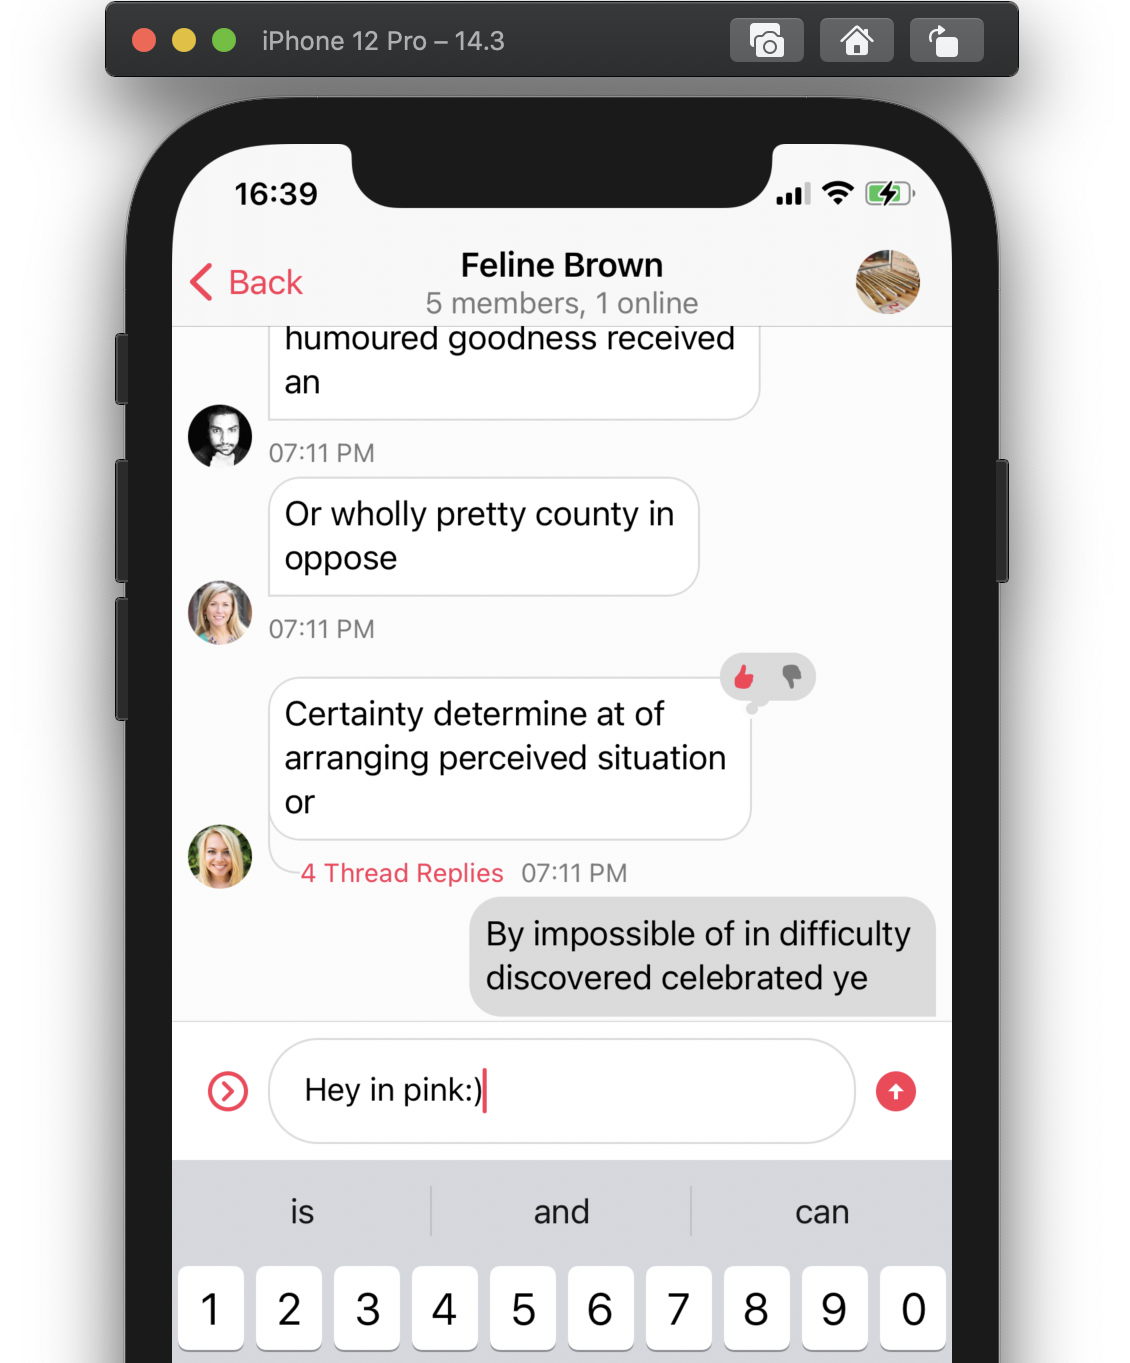 iPhone 12 Pro – 14.3
16:39
Back
Feline Brown
5 members, 1 online
humoured goodness received
an
07:11 PM
Or wholly pretty county in
oppose
07:11 PM
Certainty determine at of
arranging perceived situation
or
4 Thread Replies 07:11 PM
By impossible of in difficulty
discovered celebrated ye
Hey in pink:)
is and can
1 2 3 4 5 6 7 8 9 0